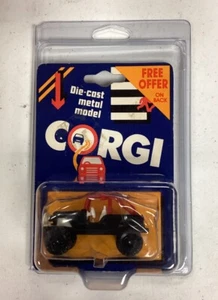 FREE
OFFER
ON
BACK
Die-cast
metal
model
CORGI